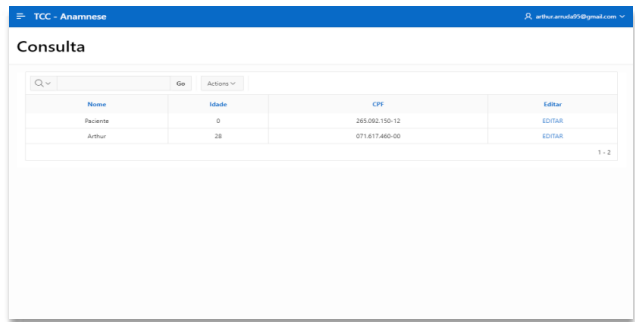 TCC - Anamnese
arthur.arruda95@gmail.com
Consulta
Go Actions
Nome Idade CPF Editar
Paciente 0 265.092.150-12 EDITAR
Arthur 28 071.617.460-00 EDITAR
1 - 2